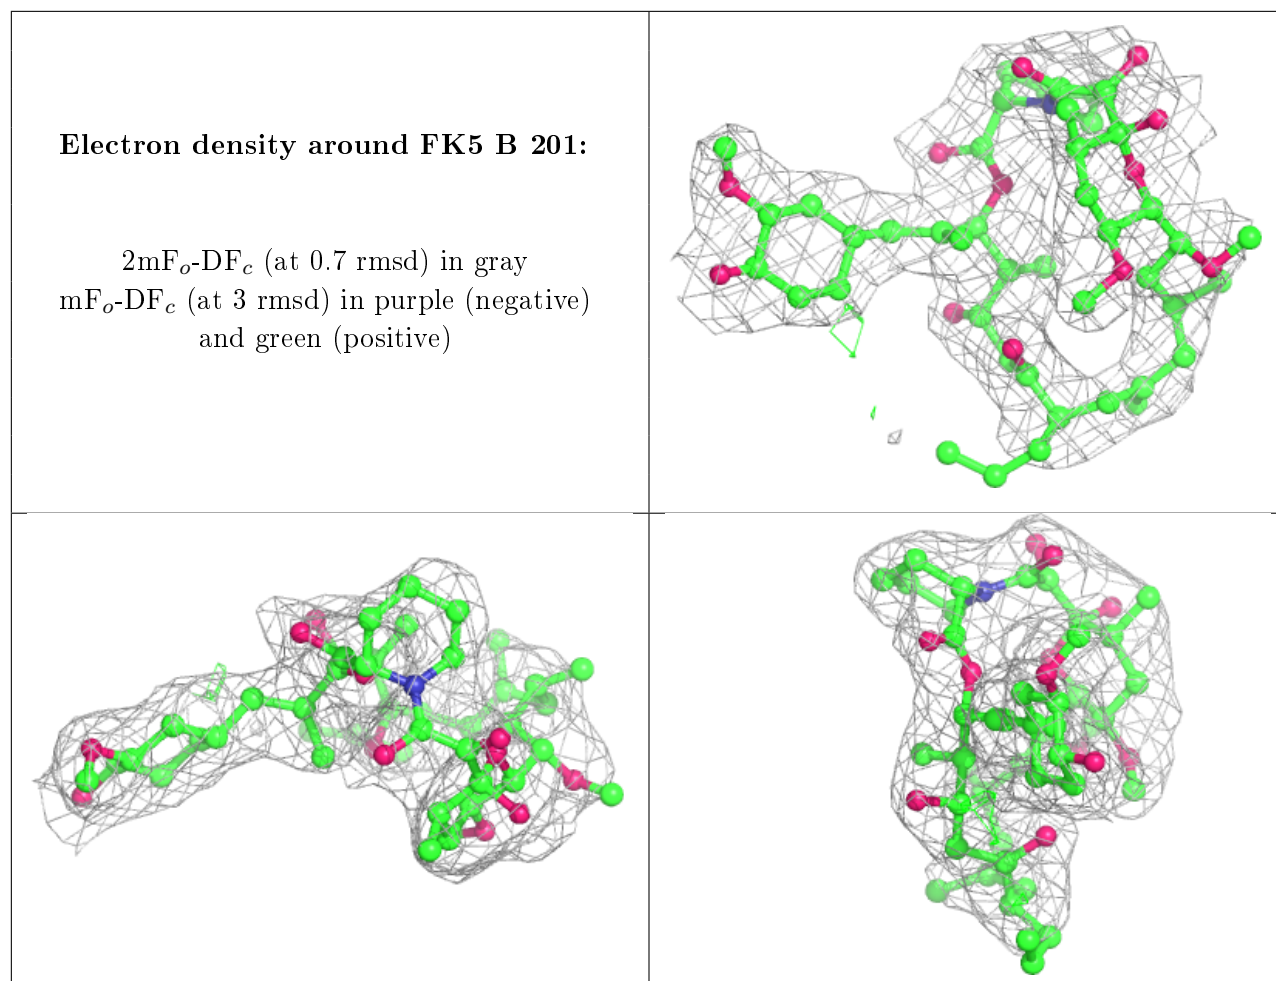 Electron density around FK5 B 201:
2mFo-DFc (at 0.7 rmsd) in gray
mFo-DFc (at 3 rmsd) in purple (negative)
and green (positive)